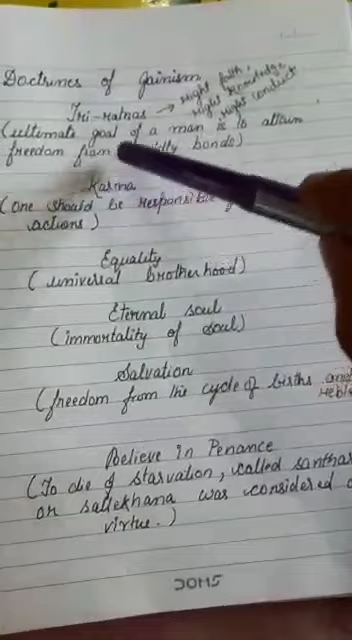 Doctrines of Jainism
Tri-Ratnas → right faith,
right knowledge
right conduct
(ultimate goal of a man is to attain
freedom from bonds)
Karma
(One should be responsible
actions)
Equality
(universal brotherhood)
Eternal soul
(immortality of soul)
Salvation
(freedom from the cycle of births and
Believe in Penance
(To die of starvation, called santha
or sallekhana was considered a
virtue.)